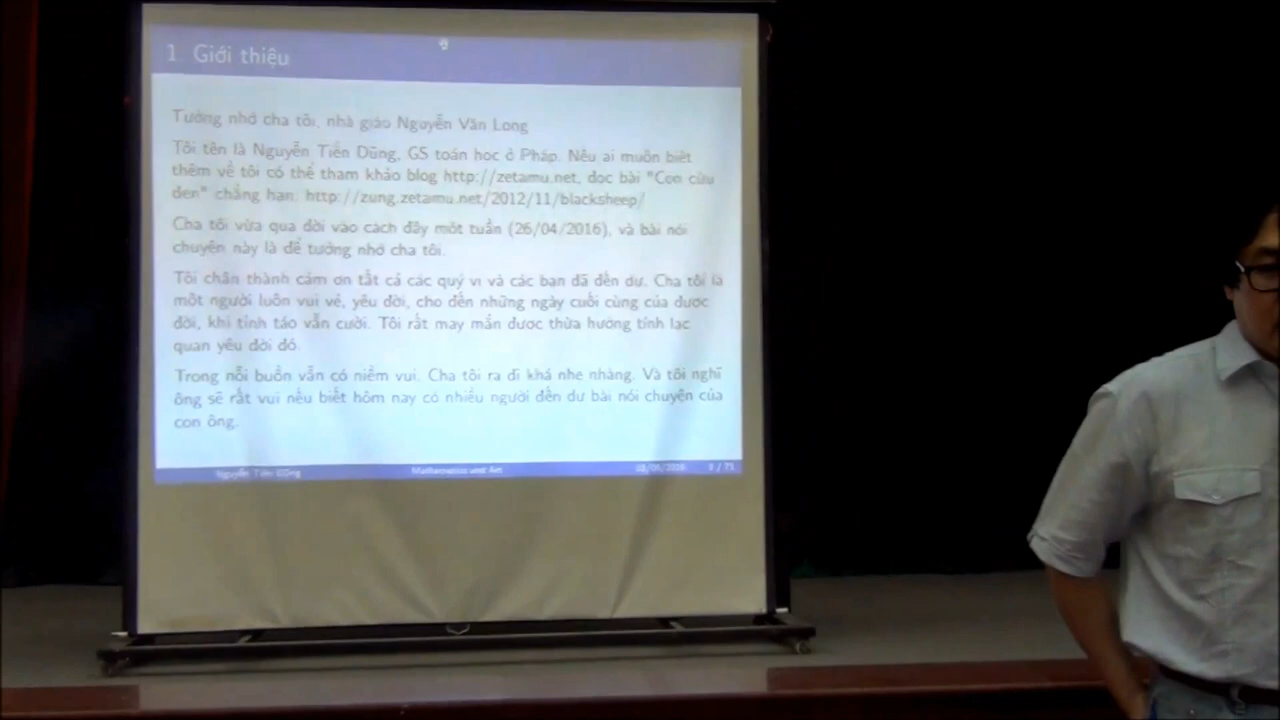 1. Giới thiệu
Tưởng nhớ cha tôi, nhà giáo Nguyễn Văn Long
Tôi tên là Nguyễn Tiến Dũng, GS toán học ở Pháp. Nếu ai muốn biết
thêm về tôi có thể tham khảo blog http://zetamu.net, đọc bài "Con cừu
đen" chẳng hạn: http://zung.zetamu.net/2012/11/blacksheep/
Cha tôi vừa qua đời vào cách đây một tuần (26/04/2016), và bài nói
chuyện này là để tưởng nhớ cha tôi.
Tôi chân thành cảm ơn tất cả các quý vị và các bạn đã đến dự. Cha tôi là
một người luôn vui vẻ, yêu đời, cho đến những ngày cuối cùng của được
đời, khi tỉnh táo vẫn cười. Tôi rất may mắn được thừa hưởng tính lạc
quan yêu đời đó.
Trong nỗi buồn vẫn có niềm vui. Cha tôi ra đi khá nhẹ nhàng. Và tôi nghĩ
ông sẽ rất vui nếu biết hôm nay có nhiều người đến dự bài nói chuyện của
con ông.
Nguyễn Tiến Dũng Mathematics and Art